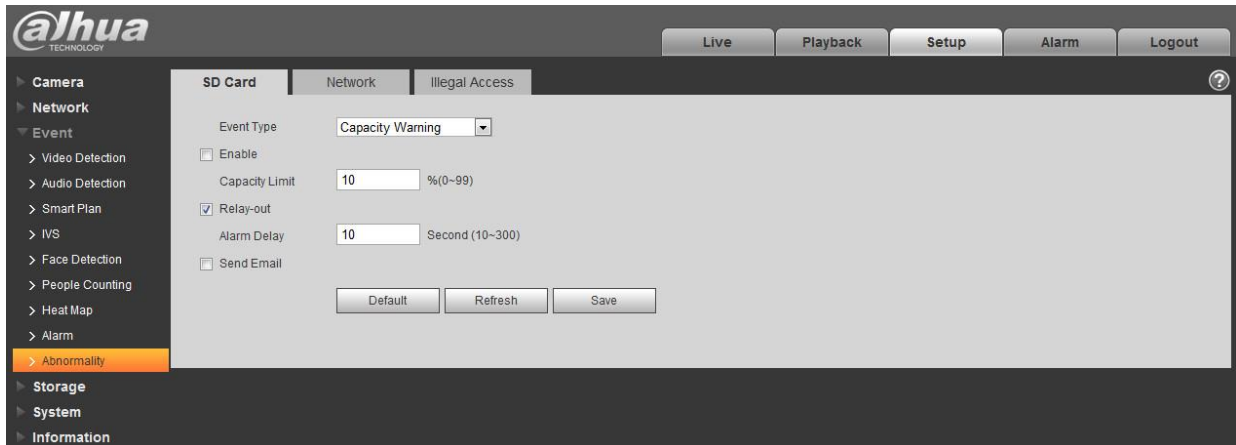 alhua
TECHNOLOGY
Live Playback Setup Alarm Logout
Camera
Network
Event
Video Detection
Audio Detection
Smart Plan
IVS
Face Detection
People Counting
Heat Map
Alarm
Abnormality
Storage
System
Information
SD Card Network Illegal Access ?
Event Type Capacity Warning
Enable
Capacity Limit 10 %(0~99)
Relay-out
Alarm Delay 10 Second (10~300)
Send Email
Default Refresh Save